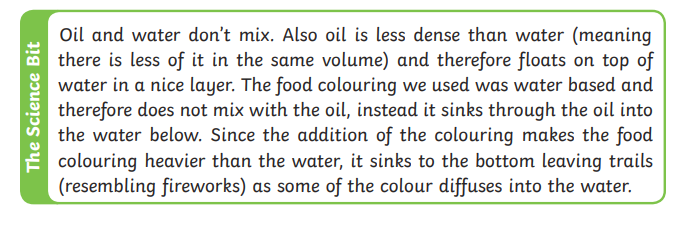 The Science Bit
Oil and water don't mix. Also oil is less dense than water (meaning
there is less of it in the same volume) and therefore floats on top of
water in a nice layer. The food colouring we used was water based and
therefore does not mix with the oil, instead it sinks through the oil into
the water below. Since the addition of the colouring makes the food
colouring heavier than the water, it sinks to the bottom leaving trails
(resembling fireworks) as some of the colour diffuses into the water.